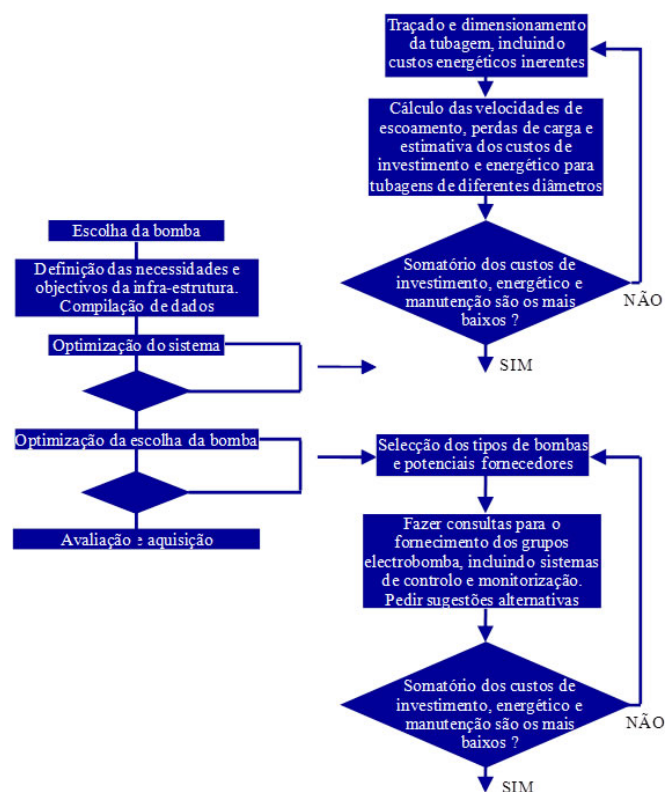 Escolha da bomba
Definição das necessidades e
objectivos da infra-estrutura.
Compilação de dados
Optimização do sistema
Optimização da escolha da bomba
Avaliação e aquisição
Traçado e dimensionamento
da tubagem, incluindo
custos energéticos inerentes
Cálculo das velocidades de
escoamento, perdas de carga e
estimativa dos custos de
investimento e energético para
tubagens de diferentes diâmetros
Somatório dos custos de
investimento, energético e
manutenção são os mais
baixos ?
NÃO
SIM
Selecção dos tipos de bombas
e potenciais fornecedores
Fazer consultas para o
fornecimento dos grupos
electrobomba, incluindo sistemas
de controlo e monitorização.
Pedir sugestões alternativas
Somatório dos custos de
investimento, energético e
manutenção são os mais
baixos ?
NÃO
SIM